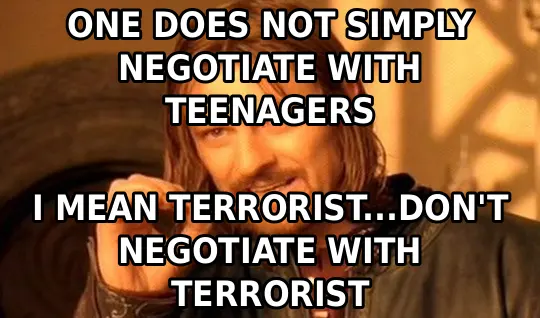 ONE DOES NOT SIMPLY
NEGOTIATE WITH
TEENAGERS
I MEAN TERRORIST...DON'T
NEGOTIATE WITH
TERRORIST